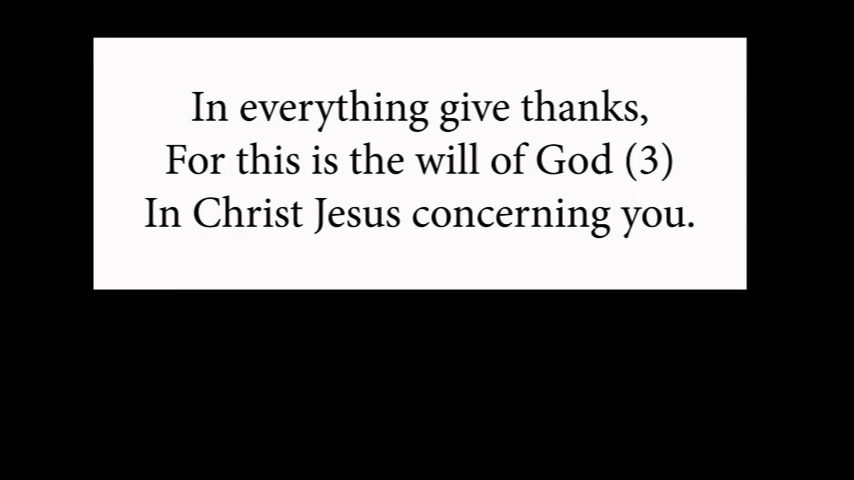 In everything give thanks,
For this is the will of God (3)
In Christ Jesus concerning you.